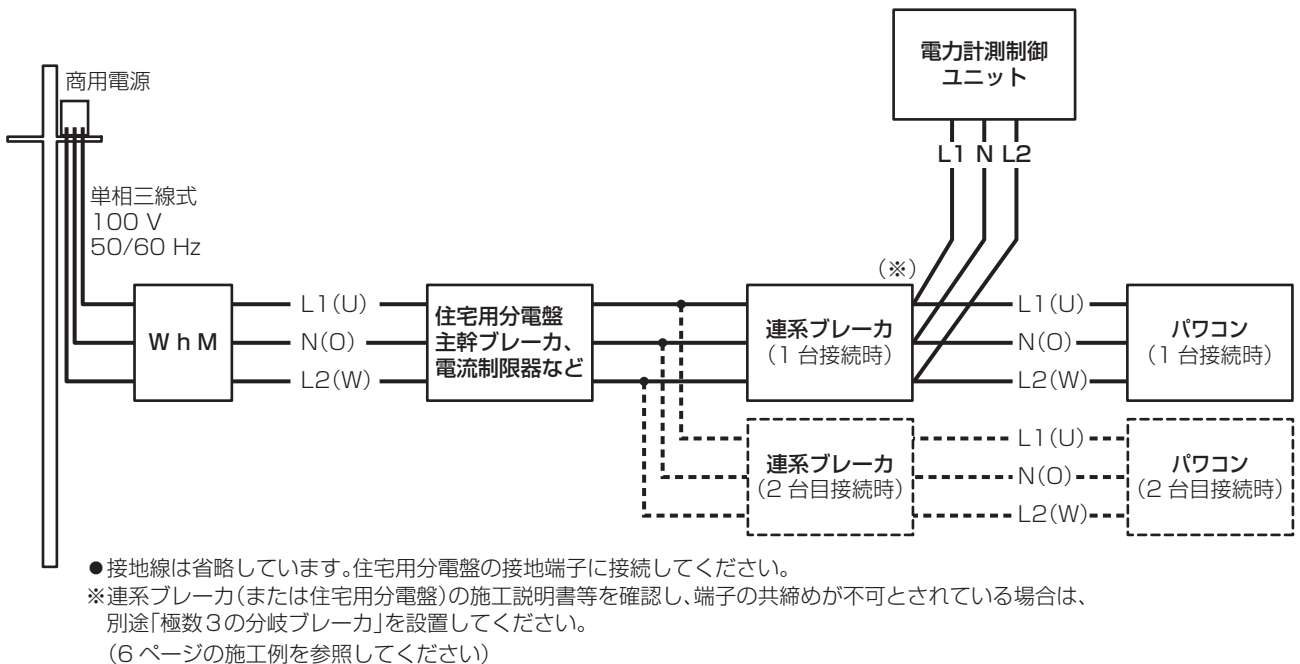 電力計測制御
ユニット
商用電源
L1 N L2
単相三線式
100 V
50/60 Hz
(※)
WhM
L1(U)
N(O)
L2(W)
住宅用分電盤
主幹ブレーカ、
電流制限器など
連系ブレーカ
(1 台接続時)
L1(U)
N(O)
L2(W)
パワコン
(1 台接続時)
連系ブレーカ
(2 台目接続時)
L1(U)
N(O)
L2(W)
パワコン
(2 台目接続時)
●接地線は省略しています。住宅用分電盤の接地端子に接続してください。
※連系ブレーカ(または住宅用分電盤)の施工説明書等を確認し、端子の共締めが不可とされている場合は、
別途「極数3の分岐ブレーカ」を設置してください。
(6 ページの施工例を参照してください)